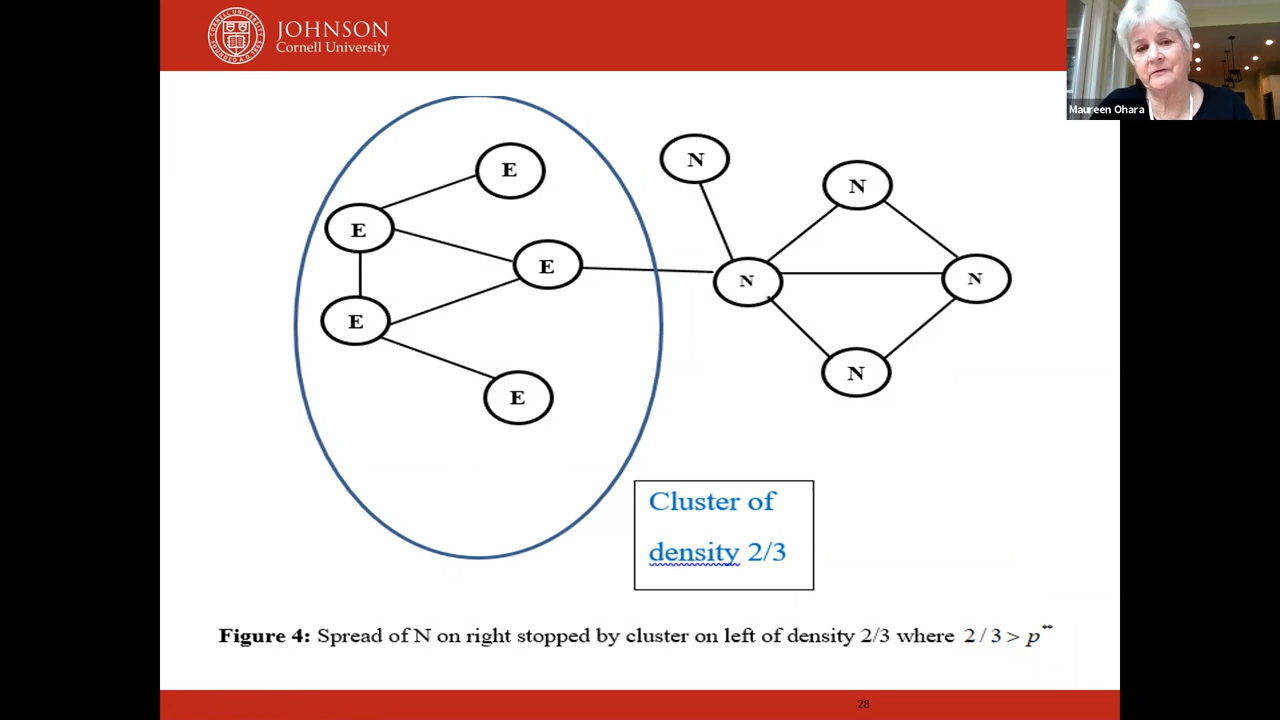 JOHNSON
Cornell University
Maureen Ohara
E
N
N
E
E
N
N
E
N
E
Cluster of
density 2/3
Figure 4: Spread of N on right stopped by cluster on left of density 2/3 where 2 / 3 > p**
28